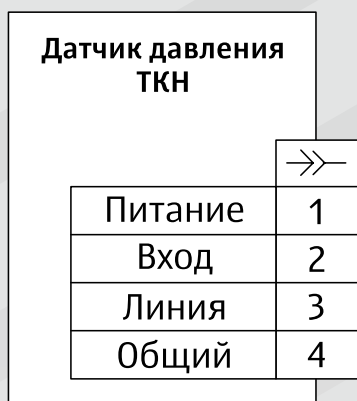 Датчик давления
ТКН
Питание 1
Вход 2
Линия 3
Общий 4